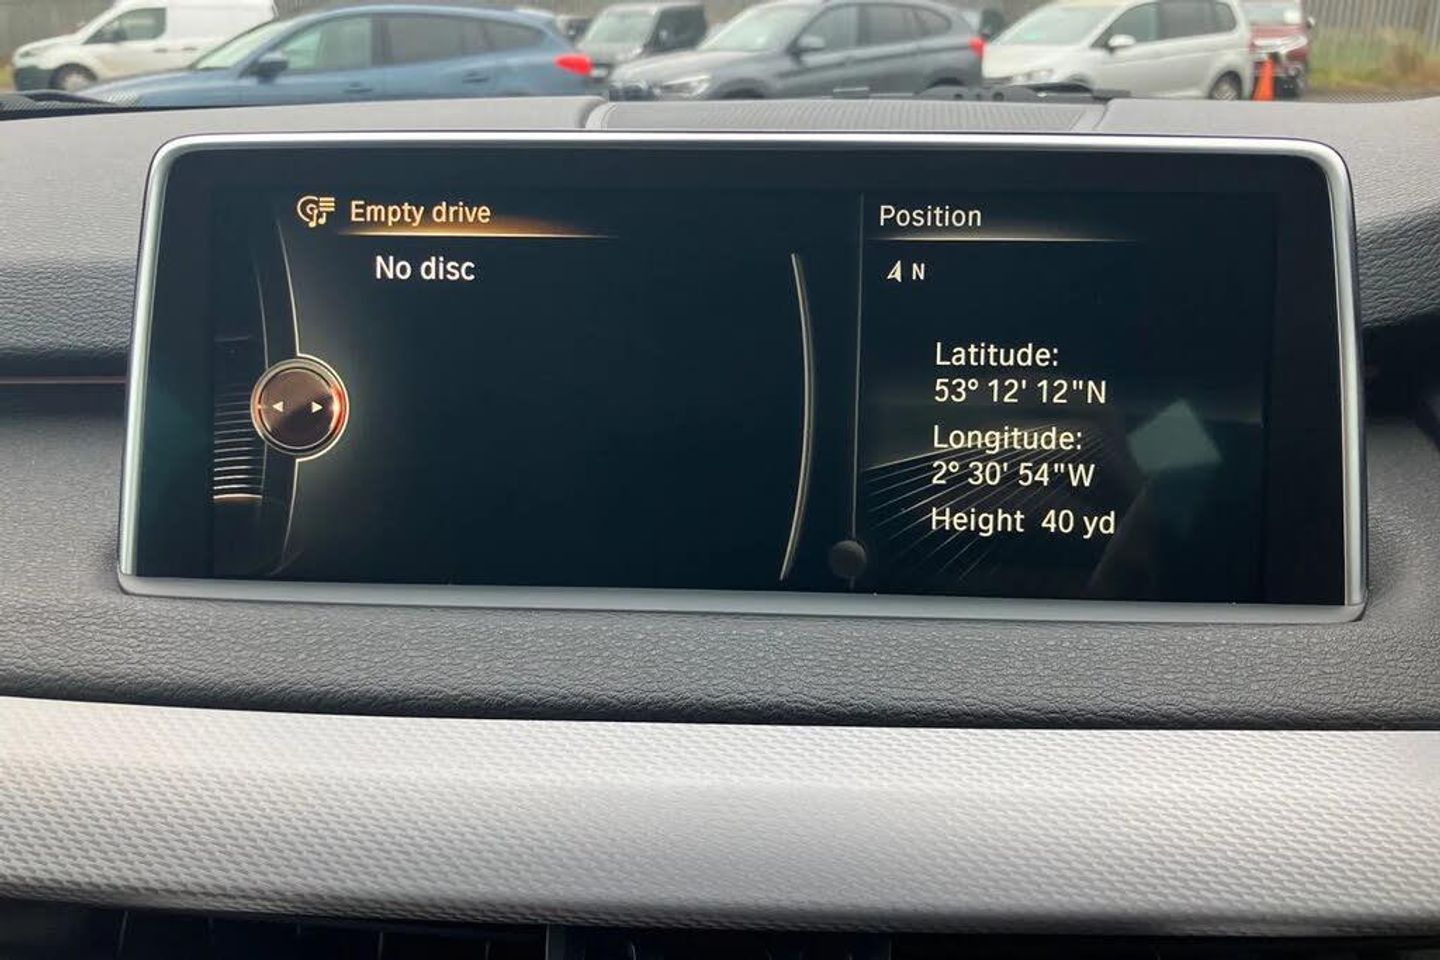 Empty drive
No disc
Position
N
Latitude:
53° 12' 12"N
Longitude:
2° 30' 54"W
Height 40 yd